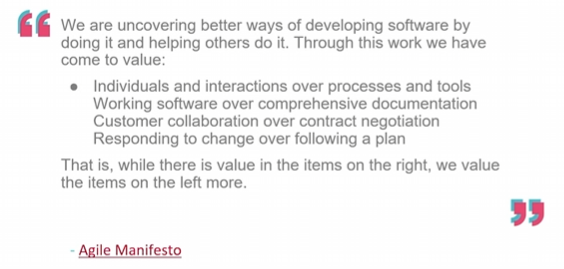 We are uncovering better ways of developing software by
doing it and helping others do it. Through this work we have
come to value:
● Individuals and interactions over processes and tools
Working software over comprehensive documentation
Customer collaboration over contract negotiation
Responding to change over following a plan
That is, while there is value in the items on the right, we value
the items on the left more.
- Agile Manifesto